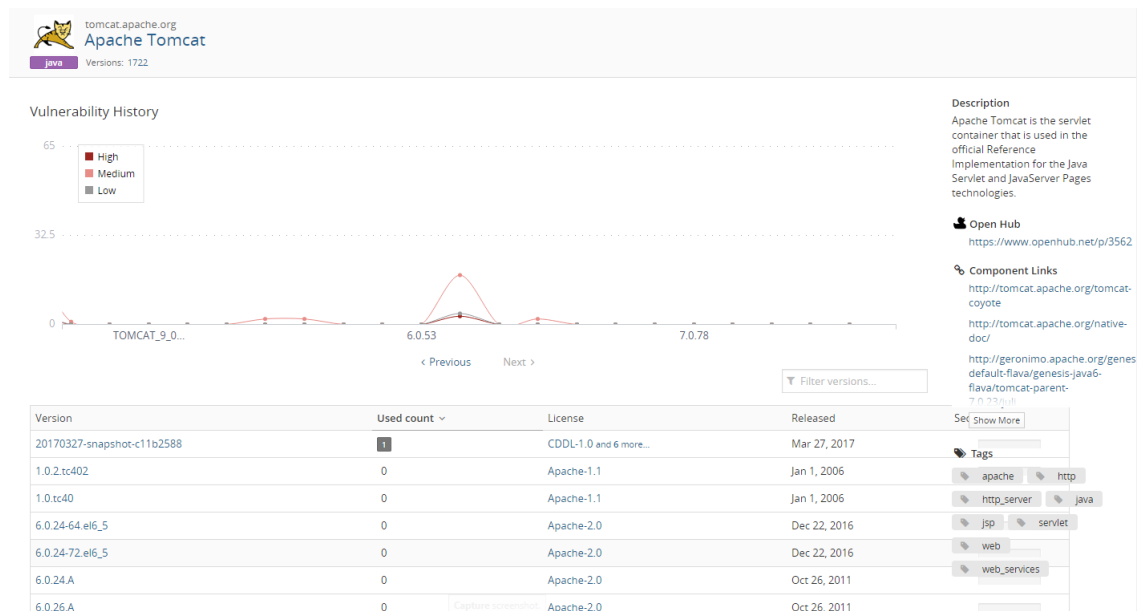 tomcat.apache.org
Apache Tomcat
java Versions: 1722
Vulnerability History
65
High
Medium
Low
32.5
0
TOMCAT_9_0... 6.0.53 7.0.78
< Previous Next >
Filter versions...
Version Used count License Released Sec
20170327-snapshot-c11b2588 1 CDDL-1.0 and 6 more... Mar 27, 2017
1.0.2.tc402 0 Apache-1.1 Jan 1, 2006
1.0.tc40 0 Apache-1.1 Jan 1, 2006
6.0.24-64.el6_5 0 Apache-2.0 Dec 22, 2016
6.0.24-72.el6_5 0 Apache-2.0 Dec 22, 2016
6.0.24.A 0 Apache-2.0 Oct 26, 2011
6.0.26.A 0 Apache-2.0 Oct 26, 2011
Capture screenshot
Description
Apache Tomcat is the servlet
container that is used in the
official Reference
Implementation for the Java
Servlet and JavaServer Pages
technologies.
Open Hub
https://www.openhub.net/p/3562
Component Links
http://tomcat.apache.org/tomcat-
coyote
http://tomcat.apache.org/native-
doc/
http://geronimo.apache.org/genes
default-flava/genesis-java6-
flava/tomcat-parent-
Show More
Tags
apache http
http_server java
jsp servlet
web
web_services